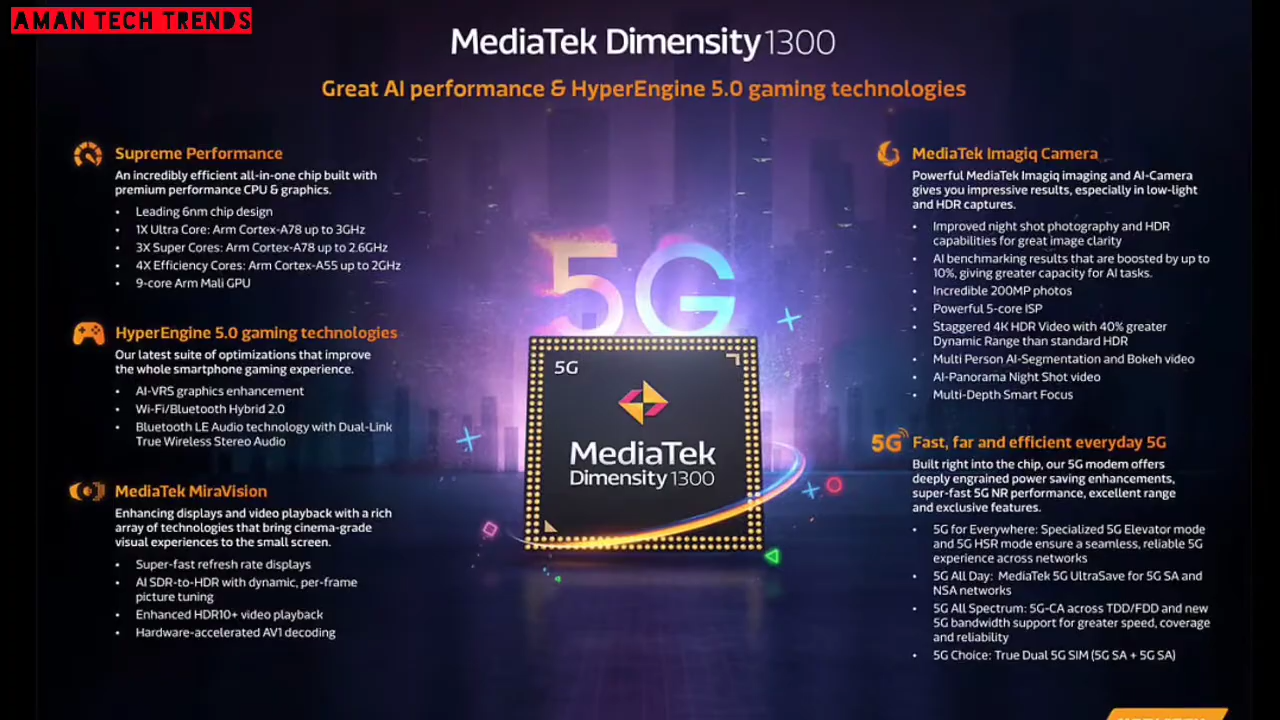 AMAN TECH TRENDS
MediaTek Dimensity 1300
Great AI performance & HyperEngine 5.0 gaming technologies
Supreme Performance
An incredibly efficient all-in-one chip built with
premium performance CPU & graphics.
• Leading 6nm chip design
• 1X Ultra Core: Arm Cortex-A78 up to 3GHz
• 3X Super Cores: Arm Cortex-A78 up to 2.6GHz
• 4X Efficiency Cores: Arm Cortex-A55 up to 2GHz
• 9-core Arm Mali GPU
HyperEngine 5.0 gaming technologies
Our latest suite of optimizations that improve
the whole smartphone gaming experience.
• AI-VRS graphics enhancement
• Wi-Fi/Bluetooth Hybrid 2.0
• Bluetooth LE Audio technology with Dual-Link
True Wireless Stereo Audio
MediaTek MiraVision
Enhancing displays and video playback with a rich
array of technologies that bring cinema-grade
visual experiences to the small screen.
• Super-fast refresh rate displays
• AI SDR-to-HDR with dynamic, per-frame
picture tuning
• Enhanced HDR10+ video playback
• Hardware-accelerated AV1 decoding
5G
5G
MediaTek
Dimensity 1300
MediaTek Imagiq Camera
Powerful MediaTek Imagiq imaging and AI-Camera
gives you impressive results, especially in low-light
and HDR captures.
• Improved night shot photography and HDR
capabilities for great image clarity
• AI benchmarking results that are boosted by up to
10%, giving greater capacity for AI tasks.
• Incredible 200MP photos
• Powerful 5-core ISP
• Staggered 4K HDR Video with 40% greater
Dynamic Range than standard HDR
• Multi Person AI-Segmentation and Bokeh video
• AI-Panorama Night Shot video
• Multi-Depth Smart Focus
5G Fast, far and efficient everyday 5G
Built right into the chip, our 5G modem offers
deeply engrained power saving enhancements,
super-fast 5G NR performance, excellent range
and exclusive features.
• 5G for Everywhere: Specialized 5G Elevator mode
and 5G HSR mode ensure a seamless, reliable 5G
experience across networks
• 5G All Day: MediaTek 5G UltraSave for 5G SA and
NSA networks
• 5G All Spectrum: 5G-CA across TDD/FDD and new
5G bandwidth support for greater speed, coverage
and reliability
• 5G Choice: True Dual 5G SIM (5G SA + 5G SA)